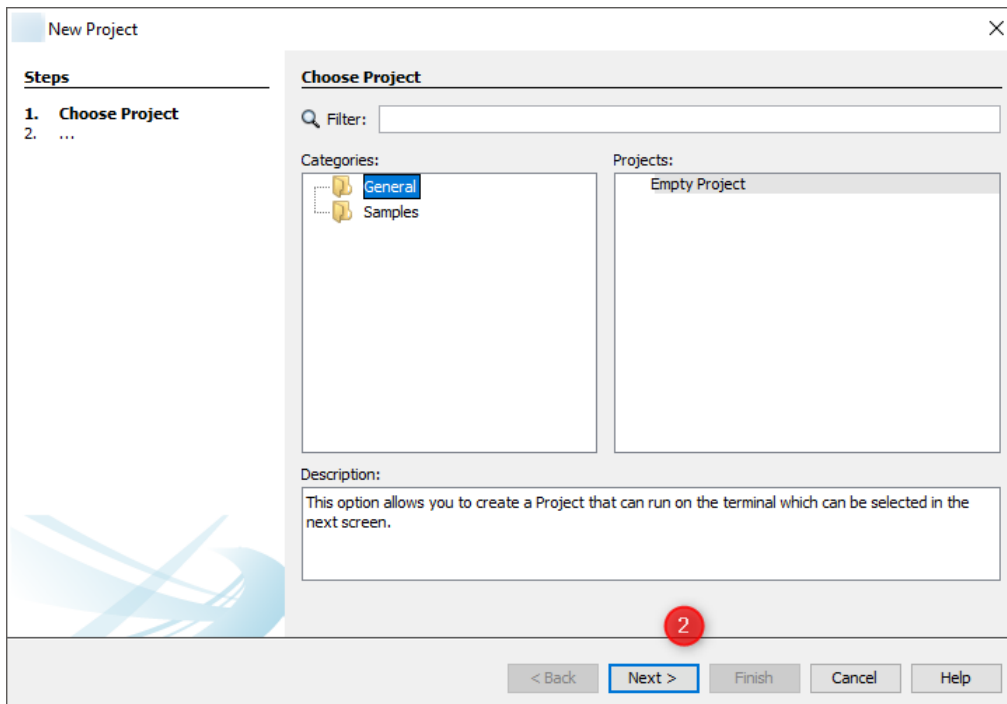 New Project
Steps
1. Choose Project
2. ...
Choose Project
Filter:
Categories:
General
Samples
Projects:
Empty Project
Description:
This option allows you to create a Project that can run on the terminal which can be selected in the
next screen.
2
< Back Next > Finish Cancel Help